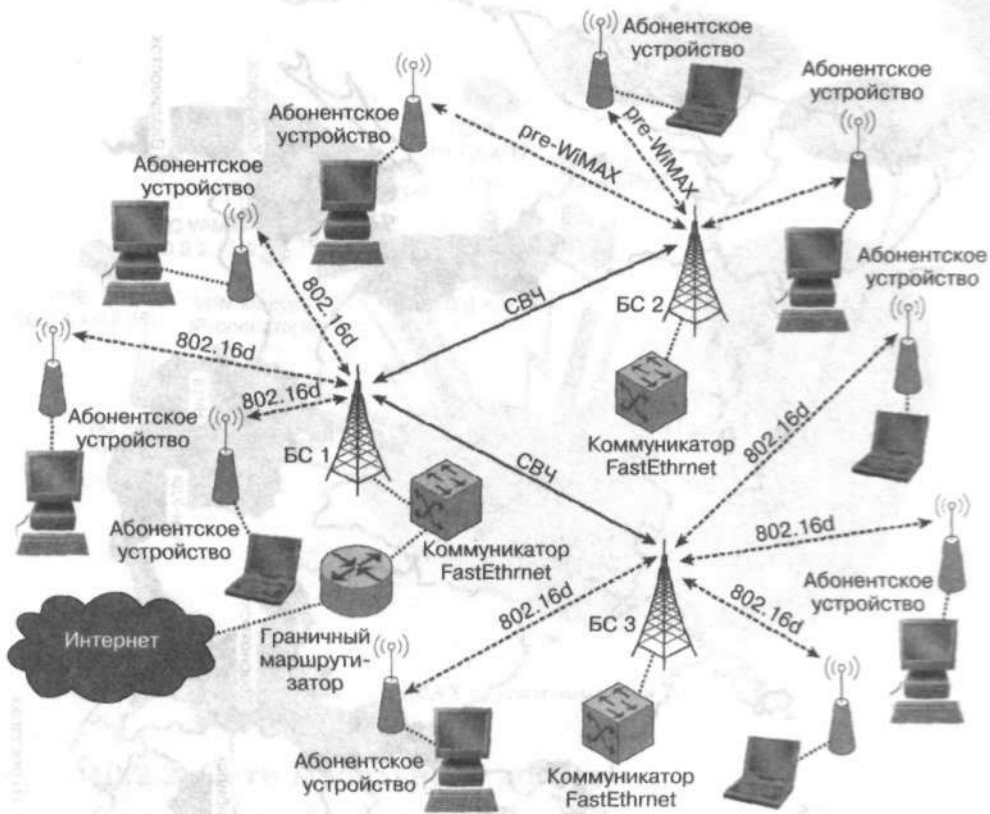 Абонентское
устройство
Абонентское
устройство
Абонентское
устройство
Абонентское
устройство
pre-WiMAX
pre-WiMAX
Абонентское
устройство
БС 2
СВЧ
802.16d
802.16d
802.16d
Абонентское
устройство
БС 1
Коммуникатор
FastEthrnet
802.16d
СВЧ
Абонентское
устройство
Коммуникатор
FastEthrnet
802.16d
802.16d
802.16d
Абонентское
устройство
БС 3
Интернет
Граничный
маршрути-
затор
Абонентское
устройство
Коммуникатор
FastEthrnet